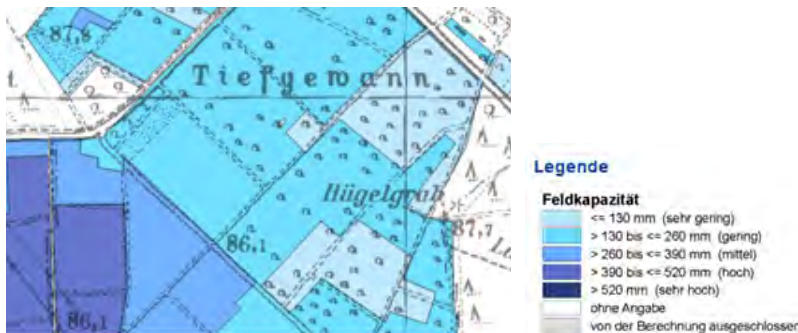 87,8
Tiefgewann
Hügelgrab
87,7
86,1
86,1
Legende
Feldkapazität
<= 130 mm (sehr gering)
> 130 bis <= 260 mm (gering)
> 260 bis <= 390 mm (mittel)
> 390 bis <= 520 mm (hoch)
> 520 mm (sehr hoch)
ohne Angabe
von der Berechnung ausgeschlossen